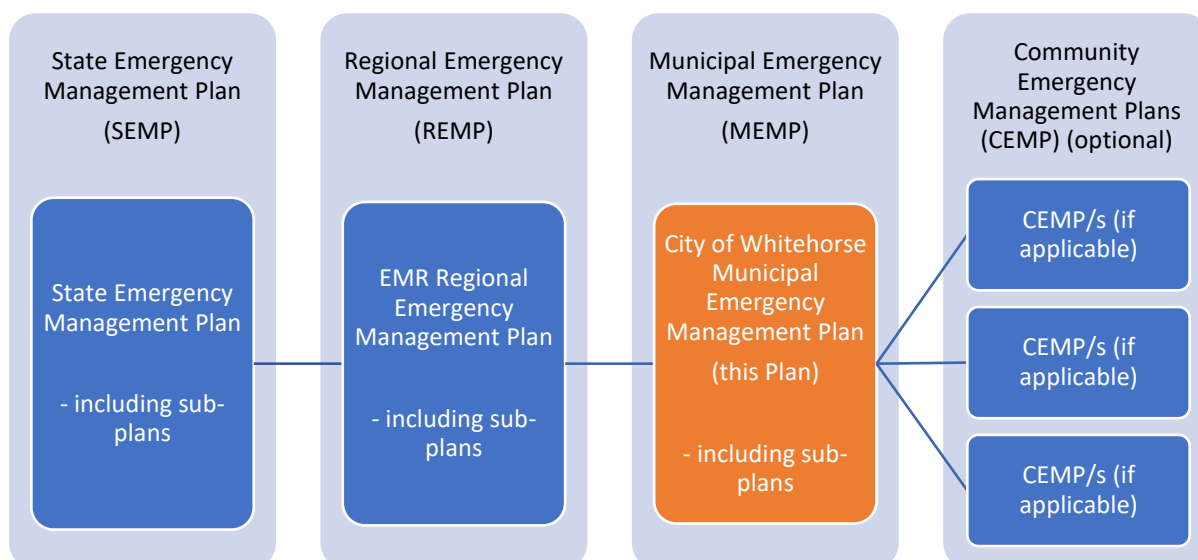 State Emergency
Management Plan
(SEMP)
State Emergency
Management Plan
- including sub-
plans
Regional Emergency
Management Plan
(REMP)
EMR Regional
Emergency
Management Plan
- including sub-
plans
Municipal Emergency
Management Plan
(MEMP)
City of Whitehorse
Municipal
Emergency
Management Plan
(this Plan)
- including sub-
plans
Community
Emergency
Management Plans
(CEMP) (optional)
CEMP/s (if
applicable)
CEMP/s (if
applicable)
CEMP/s (if
applicable)